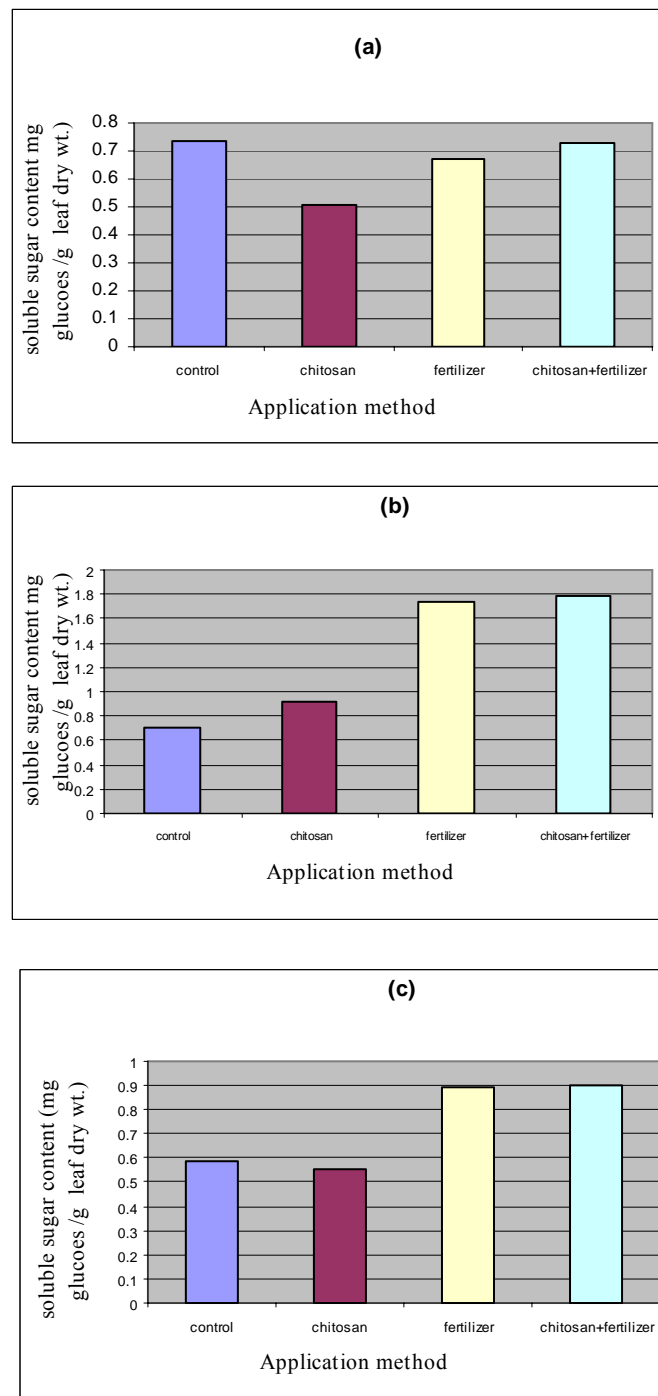 (a)
soluble sugar content mg
glucoes /g leaf dry wt.)
0.8
0.7
0.6
0.5
0.4
0.3
0.2
0.1
0
control chitosan fertilizer chitosan+fertilizer
Application method
(b)
soluble sugar content mg
glucoes /g leaf dry wt.)
2
1.8
1.6
1.4
1.2
1
0.8
0.6
0.4
0.2
0
control chitosan fertilizer chitosan+fertilizer
Application method
(c)
soluble sugar content (mg
glucoes /g leaf dry wt.)
1
0.9
0.8
0.7
0.6
0.5
0.4
0.3
0.2
0.1
0
control chitosan fertilizer chitosan+fertilizer
Application method